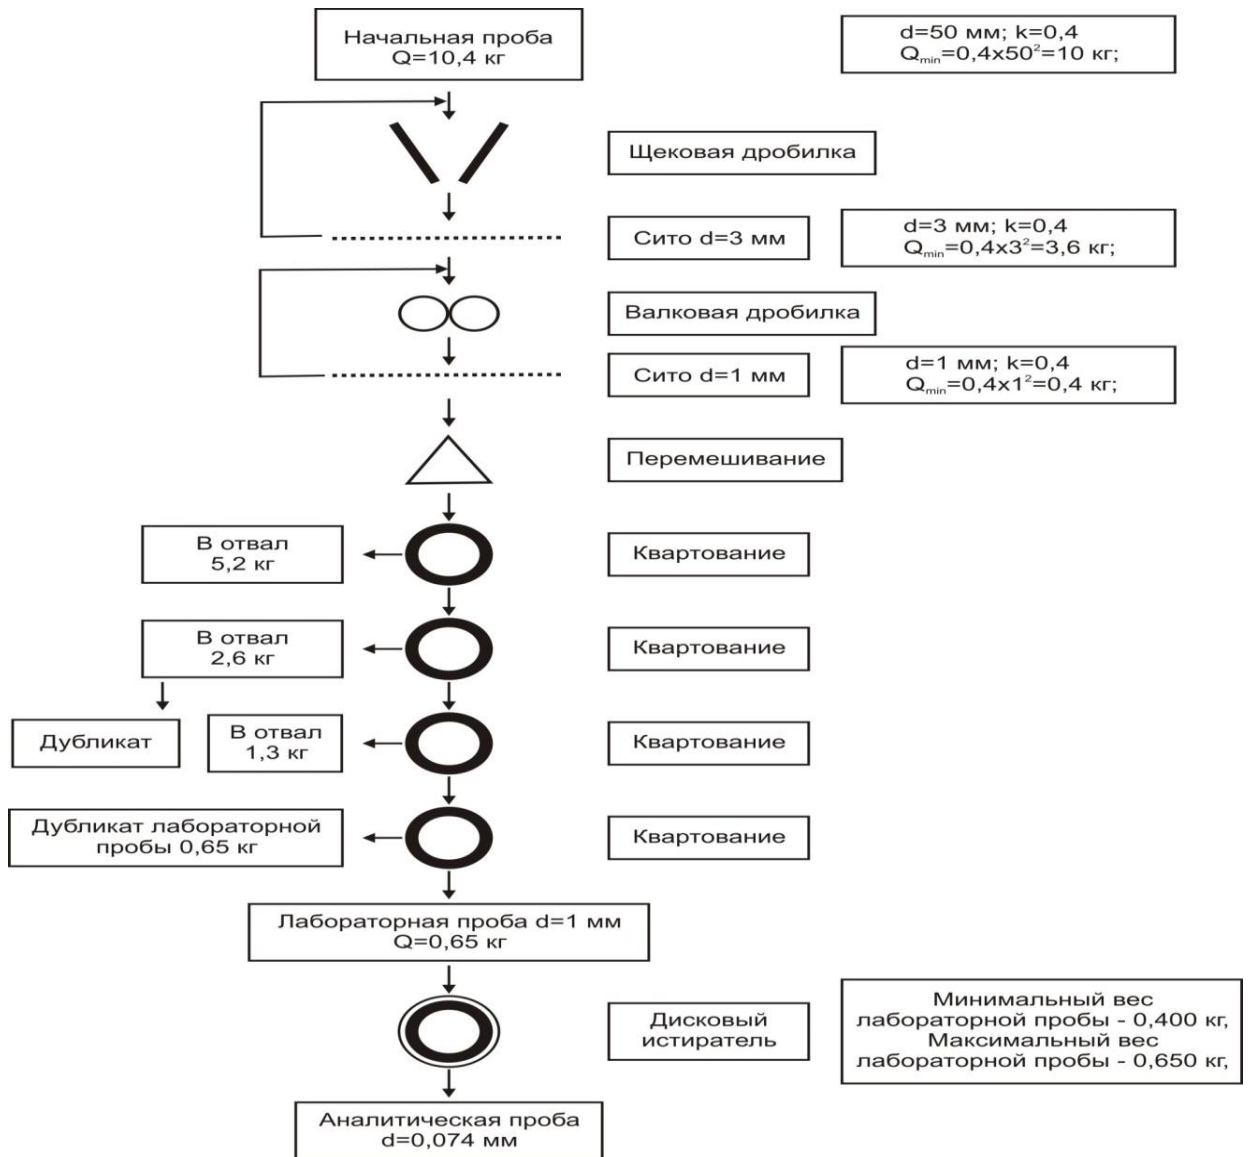 Начальная проба
Q=10,4 кг
d=50 мм; k=0,4
Qmin=0,4x50²=10 кг;
Щековая дробилка
Сито d=3 мм
d=3 мм; k=0,4
Qmin=0,4x3²=3,6 кг;
Валковая дробилка
Сито d=1 мм
d=1 мм; k=0,4
Qmin=0,4x1²=0,4 кг;
Перемешивание
В отвал
5,2 кг
Квартование
В отвал
2,6 кг
Квартование
Дубликат
В отвал
1,3 кг
Квартование
Дубликат лабораторной
пробы 0,65 кг
Квартование
Лабораторная проба d=1 мм
Q=0,65 кг
Дисковый
истиратель
Минимальный вес
лабораторной пробы - 0,400 кг,
Максимальный вес
лабораторной пробы - 0,650 кг,
Аналитическая проба
d=0,074 мм